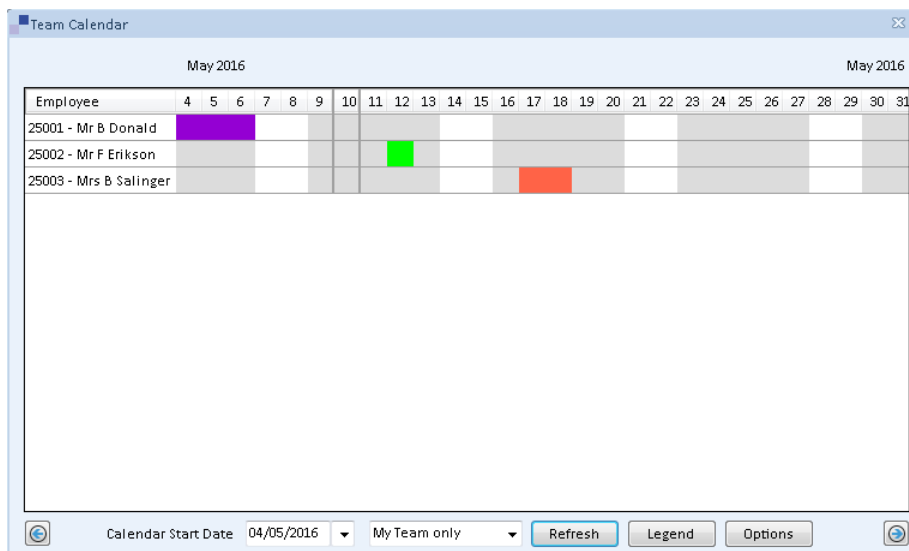 Team Calendar
May 2016 May 2016
Employee 4 5 6 7 8 9 10 11 12 13 14 15 16 17 18 19 20 21 22 23 24 25 26 27 28 29 30 31
25001 - Mr B Donald
25002 - Mr F Erikson
25003 - Mrs B Salinger
Calendar Start Date 04/05/2016 My Team only Refresh Legend Options